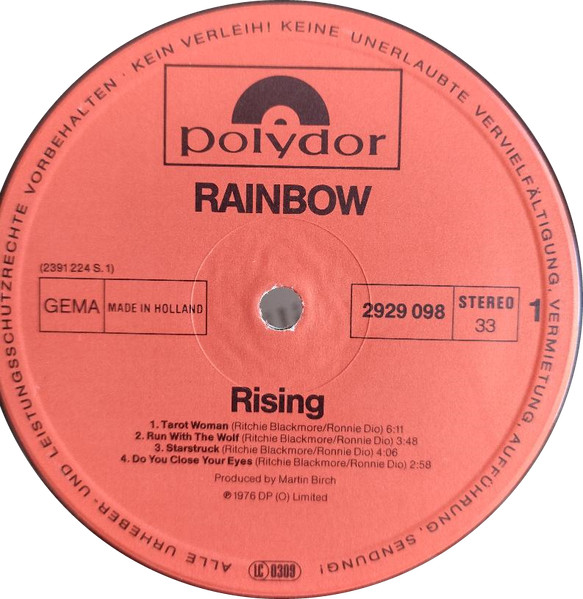 ALLE URHEBER- UND LEISTUNGSSCHUTZRECHTE VORBEHALTEN · KEIN VERLEIH! KEINE UNERLAUBTE VERVIELFÄLTIGUNG, VERMIETUNG, AUFFÜHRUNG, SENDUNG!
polydor
RAINBOW
(2391 224 S.1)
GEMA MADE IN HOLLAND
2929 098 STEREO 33 1
Rising
1. Tarot Woman (Ritchie Blackmore/Ronnie Dio) 6:11
2. Run With The Wolf (Ritchie Blackmore/Ronnie Dio) 3:48
3. Starstruck (Ritchie Blackmore/Ronnie Dio) 4:06
4. Do You Close Your Eyes (Ritchie Blackmore/Ronnie Dio) 2:58
Produced by Martin Birch
℗ 1976 DP (O) Limited
LC 0309